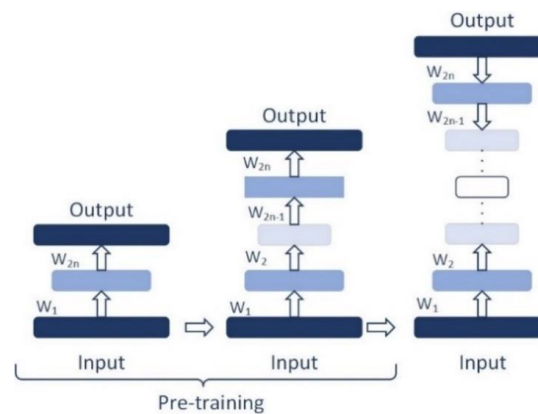 Output
W2n
W1
Input
Output
W2n
W2n-1
W2
W1
Input
Output
W2n
W2n-1
W2
W1
Input
Pre-training